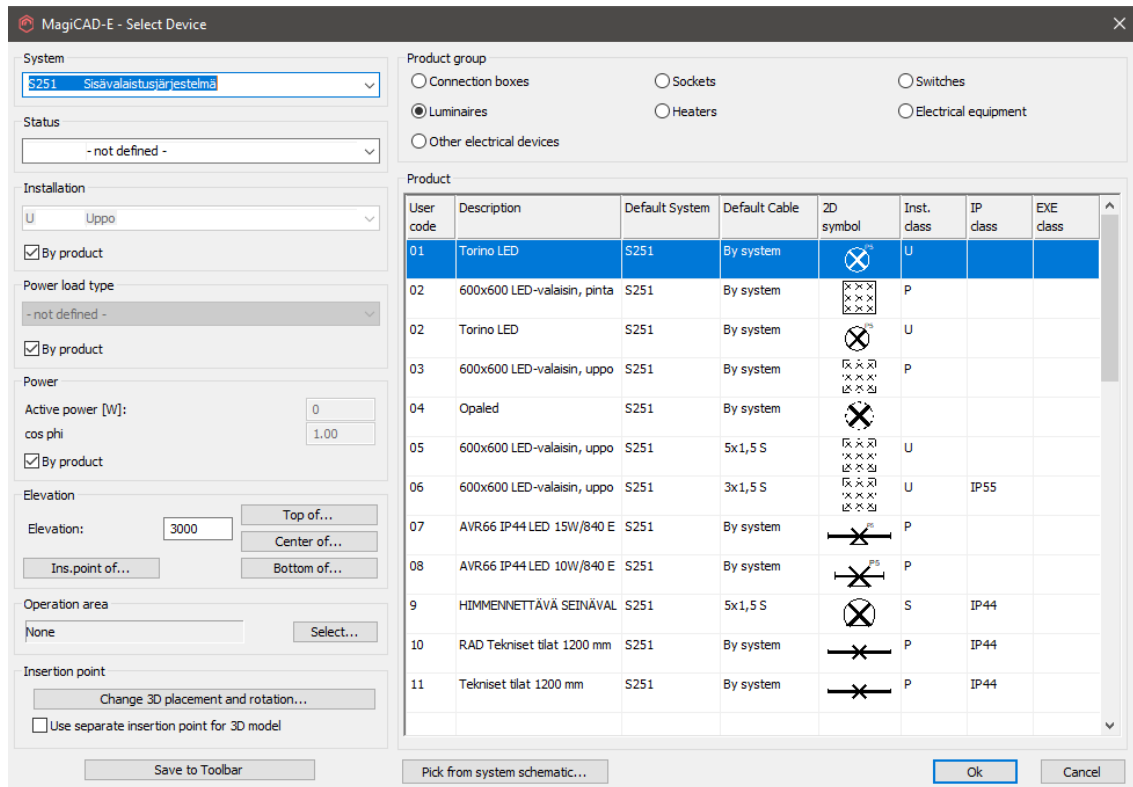 MagiCAD-E - Select Device
System
S251 Sisävalaistusjärjestelmä
Status
- not defined -
Installation
U Uppo
By product
Power load type
- not defined -
By product
Power
Active power [W]: 0
cos phi 1.00
By product
Elevation
Elevation: 3000
Top of...
Center of...
Ins.point of... Bottom of...
Operation area
None Select...
Insertion point
Change 3D placement and rotation...
Use separate insertion point for 3D model
Save to Toolbar
Product group
Connection boxes Sockets Switches
Luminaires Heaters Electrical equipment
Other electrical devices
Product
User code Description Default System Default Cable 2D symbol Inst. class IP class EXE class
01 Torino LED S251 By system U
02 600x600 LED-valaisin, pinta S251 By system P
02 Torino LED S251 By system U
03 600x600 LED-valaisin, uppo S251 By system P
04 Opaled S251 By system
05 600x600 LED-valaisin, uppo S251 5x1,5 S U
06 600x600 LED-valaisin, uppo S251 3x1,5 S U IP55
07 AVR66 IP44 LED 15W/840 E S251 By system P
08 AVR66 IP44 LED 10W/840 E S251 By system P
9 HIMMENNETTÄVÄ SEINÄVAL S251 5x1,5 S S IP44
10 RAD Tekniset tilat 1200 mm S251 By system P IP44
11 Tekniset tilat 1200 mm S251 By system P IP44
Pick from system schematic... Ok Cancel